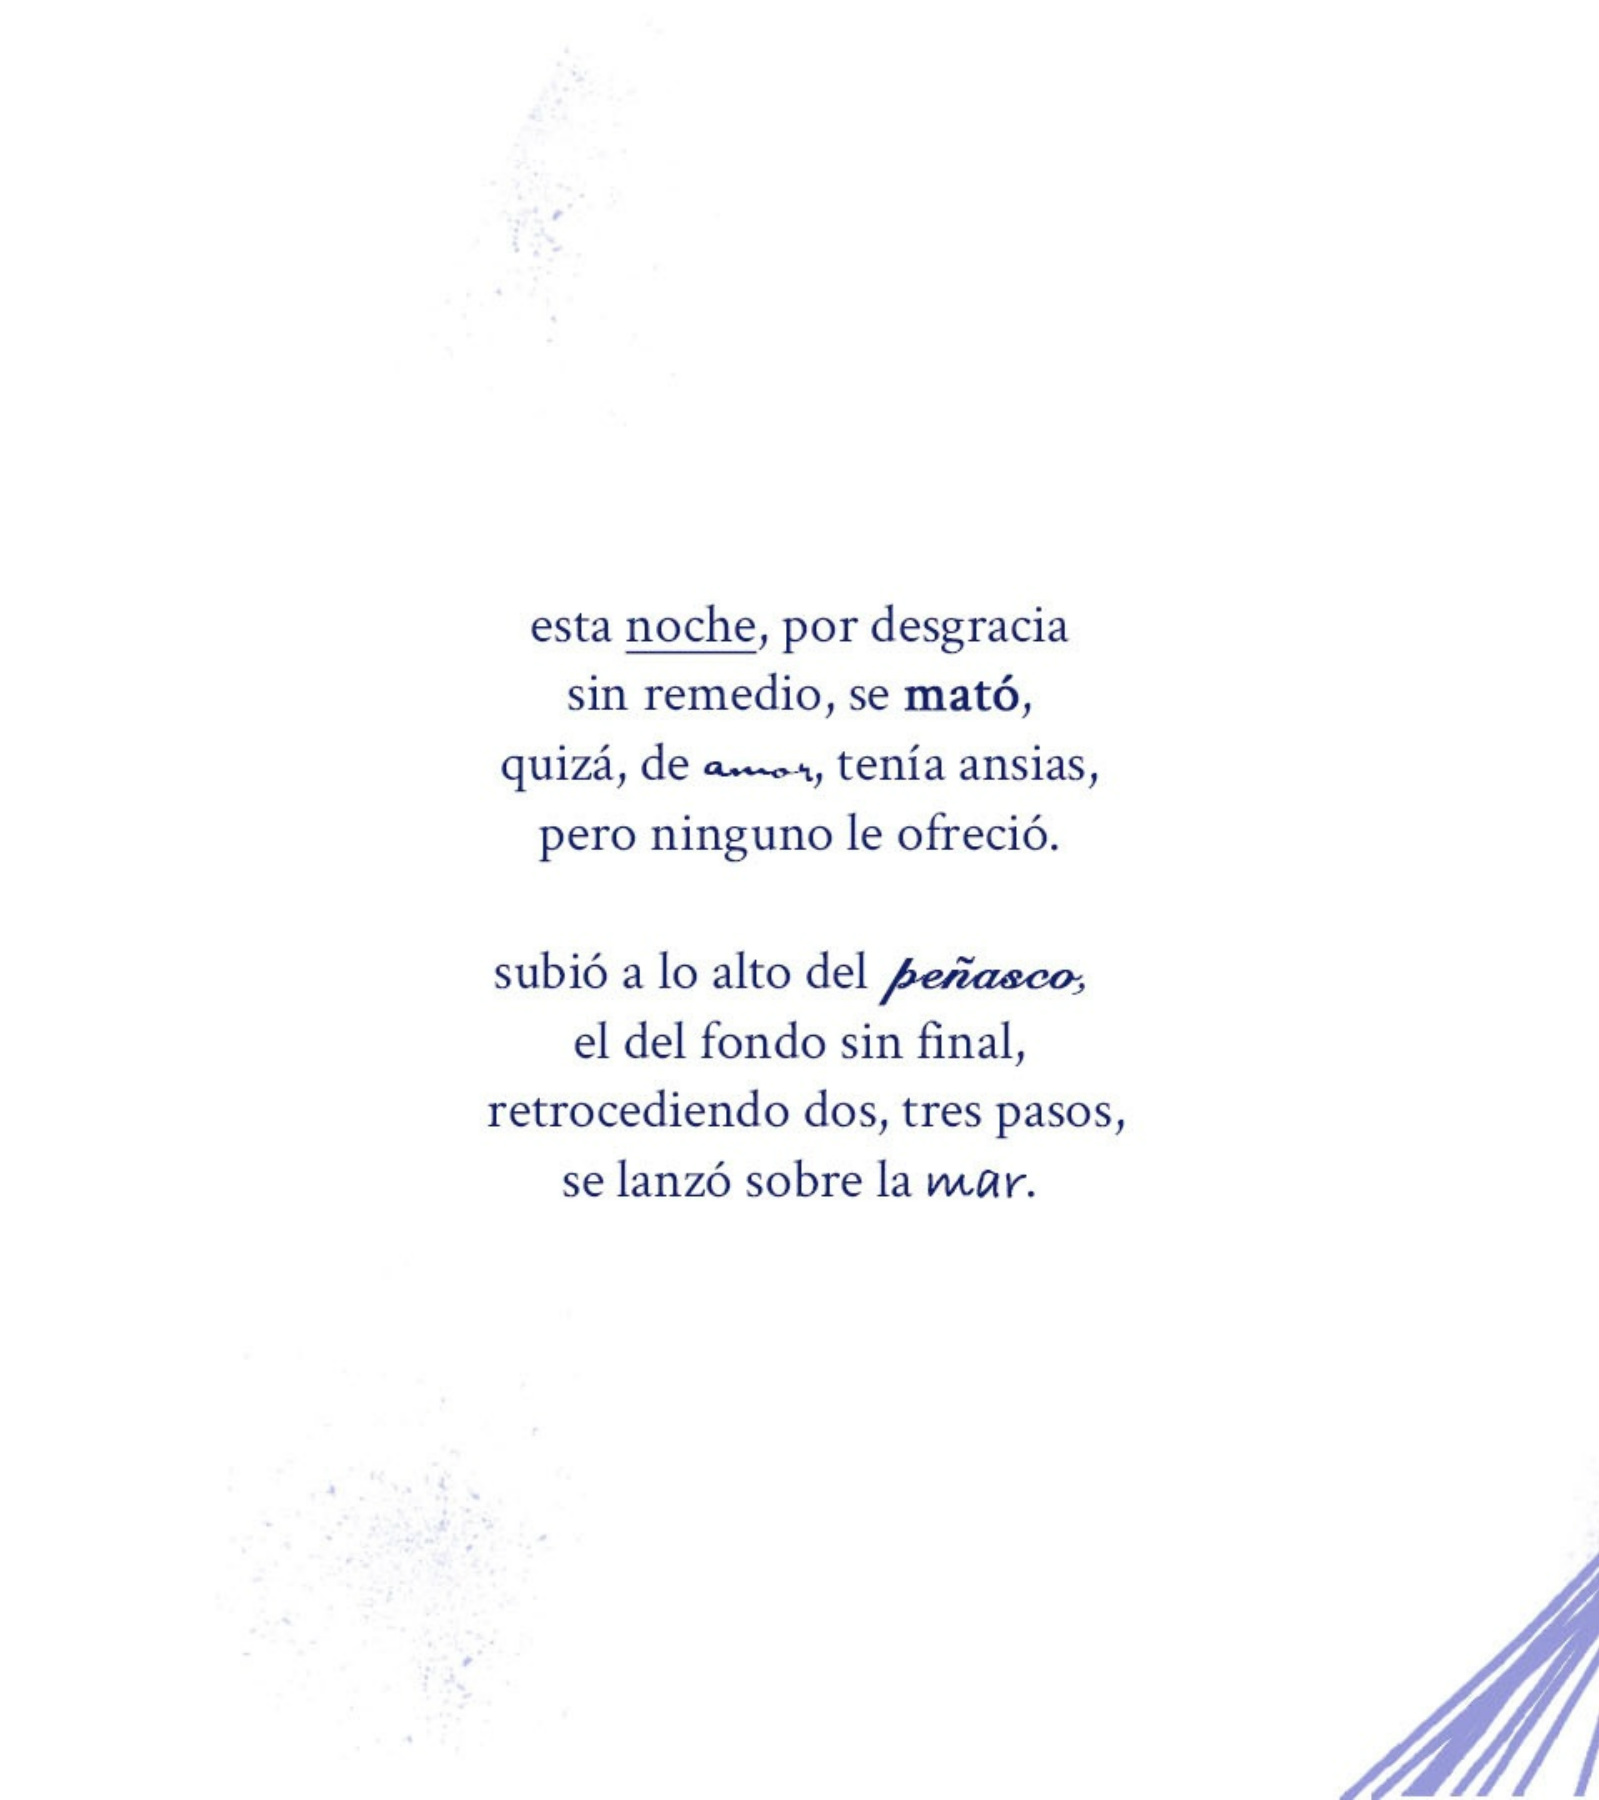 esta noche, por desgracia
sin remedio, se mató,
quizá, de amor, tenía ansias,
pero ninguno le ofreció.
subió a lo alto del peñasco,
el del fondo sin final,
retrocediendo dos, tres pasos,
se lanzó sobre la mar.